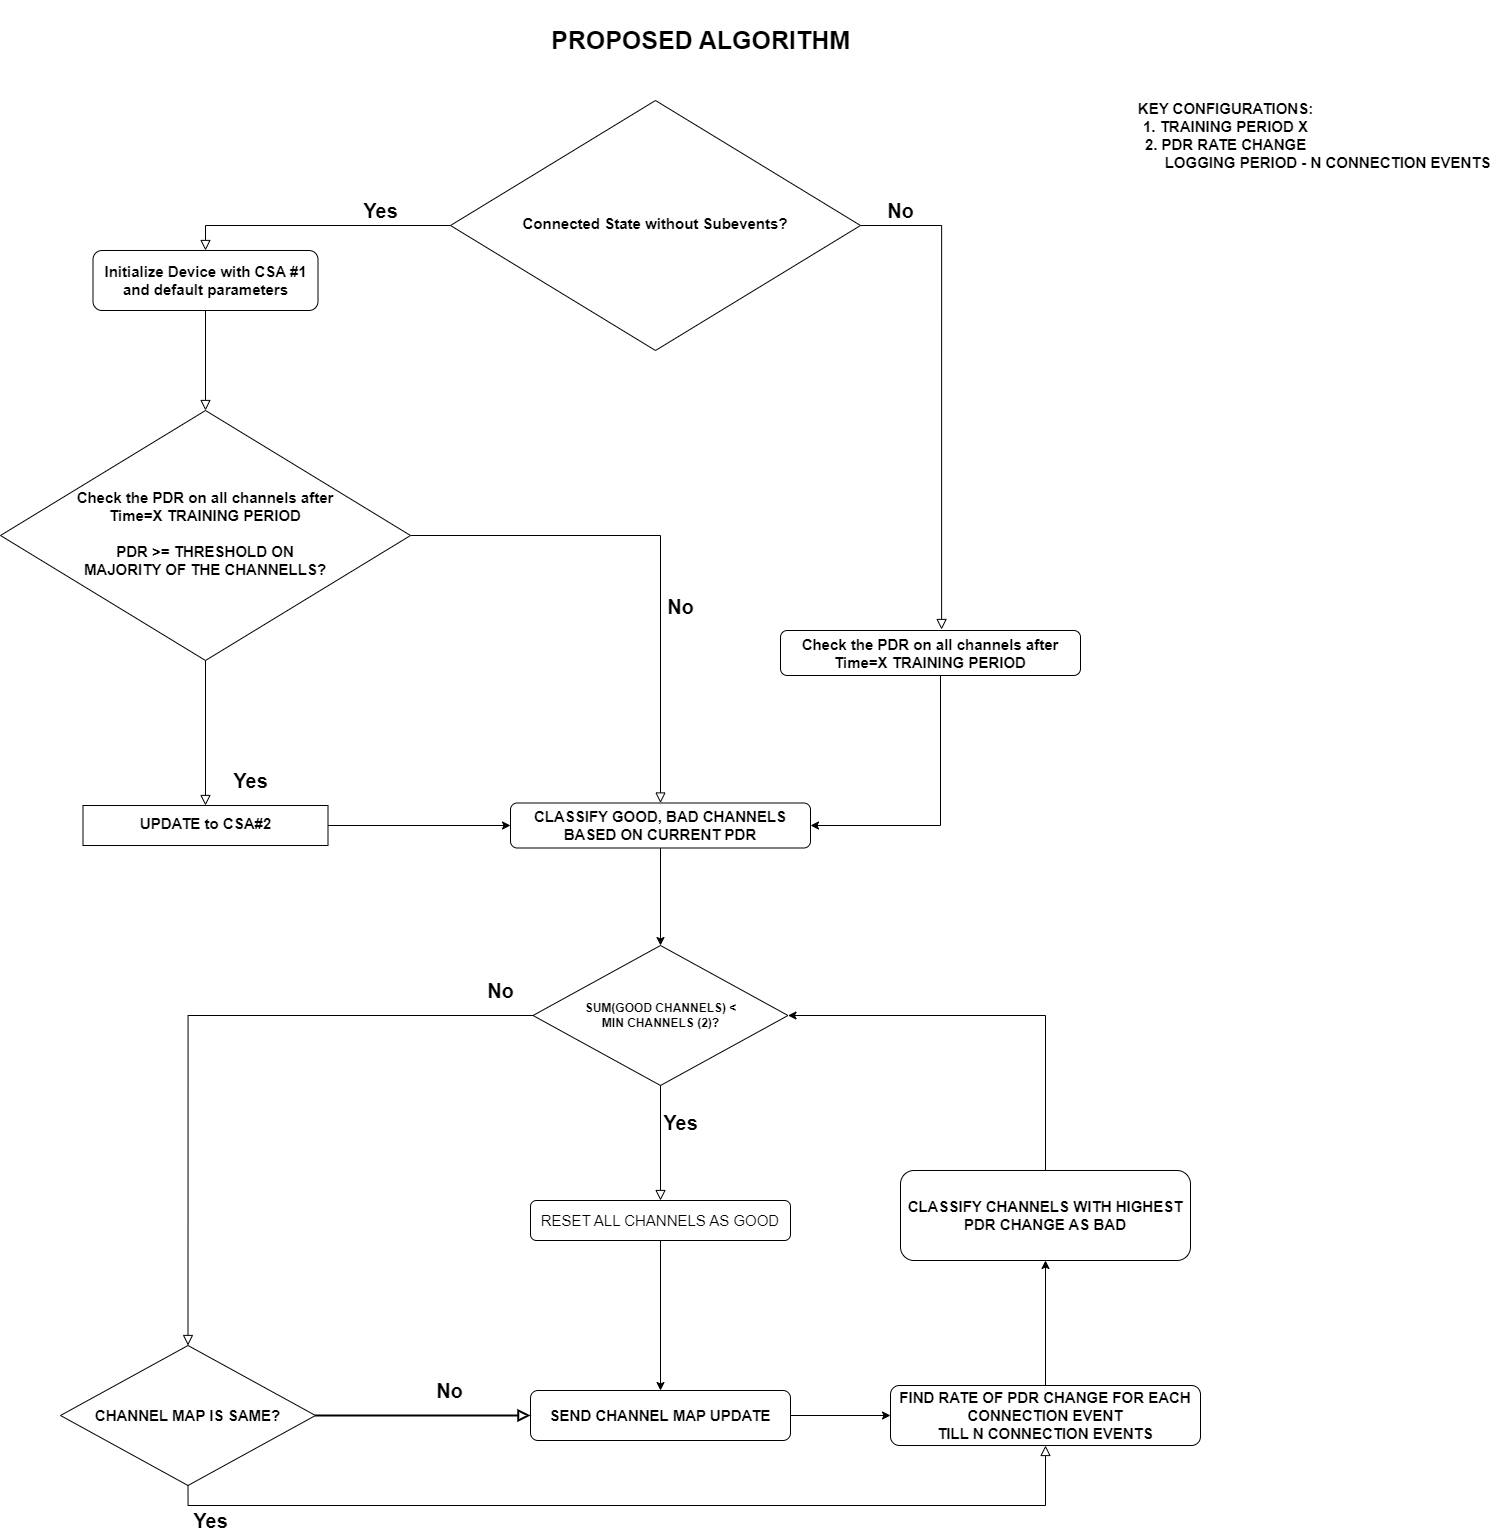 PROPOSED ALGORITHM
KEY CONFIGURATIONS:
1. TRAINING PERIOD X
2. PDR RATE CHANGE
LOGGING PERIOD - N CONNECTION EVENTS
Yes
No
Connected State without Subevents?
Initialize Device with CSA #1
and default parameters
Check the PDR on all channels after
Time=X TRAINING PERIOD
PDR >= THRESHOLD ON
MAJORITY OF THE CHANNELLS?
No
Check the PDR on all channels after
Time=X TRAINING PERIOD
Yes
UPDATE to CSA#2
CLASSIFY GOOD, BAD CHANNELS
BASED ON CURRENT PDR
No
SUM(GOOD CHANNELS) <
MIN CHANNELS (2)?
Yes
RESET ALL CHANNELS AS GOOD
CLASSIFY CHANNELS WITH HIGHEST
PDR CHANGE AS BAD
CHANNEL MAP IS SAME?
No
SEND CHANNEL MAP UPDATE
FIND RATE OF PDR CHANGE FOR EACH
CONNECTION EVENT
TILL N CONNECTION EVENTS
Yes